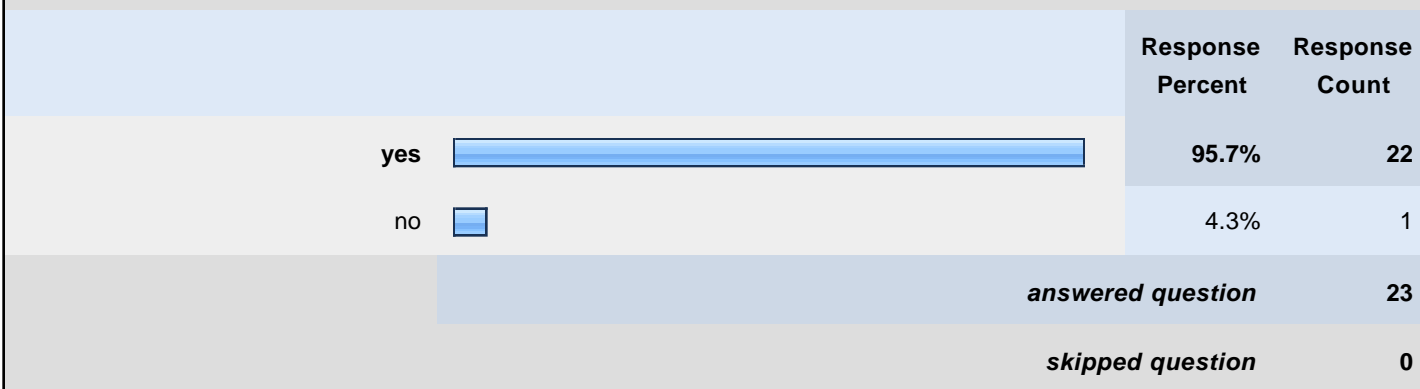 Response Response
Percent Count
yes 95.7% 22
no 4.3% 1
answered question 23
skipped question 0